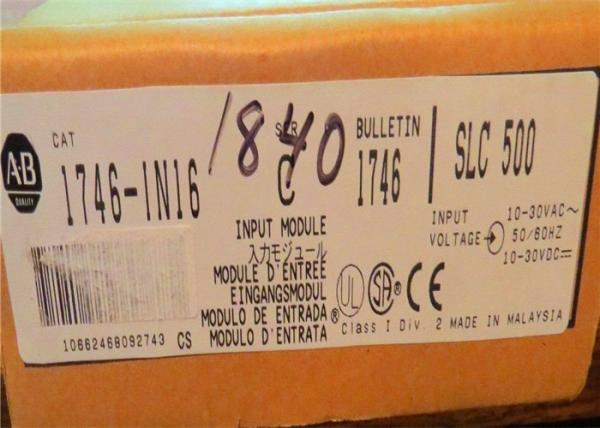 CAT
1746-IN16
1840
SER
C
BULLETIN
1746
SLC 500
A-B
QUALITY
INPUT MODULE
入力モジュール
MODULE D'ENTREE
EINGANGSMODUL
MODULO DE ENTRADA
MODULO D'ENTRATA
INPUT
VOLTAGE
10-30VAC~
50/60HZ
10-30VDC⎓
UL ®
SA ®
CE
Class I Div. 2 MADE IN MALAYSIA
10662468092743 CS